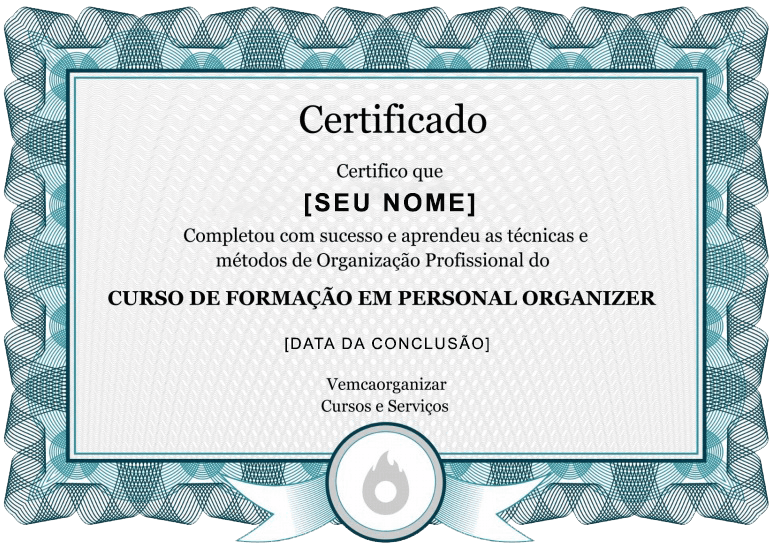 Certificado
Certifico que
[SEU NOME]
Completou com sucesso e aprendeu as técnicas e
métodos de Organização Profissional do
CURSO DE FORMAÇÃO EM PERSONAL ORGANIZER
[DATA DA CONCLUSÃO]
Vemcaorganizar
Cursos e Serviços